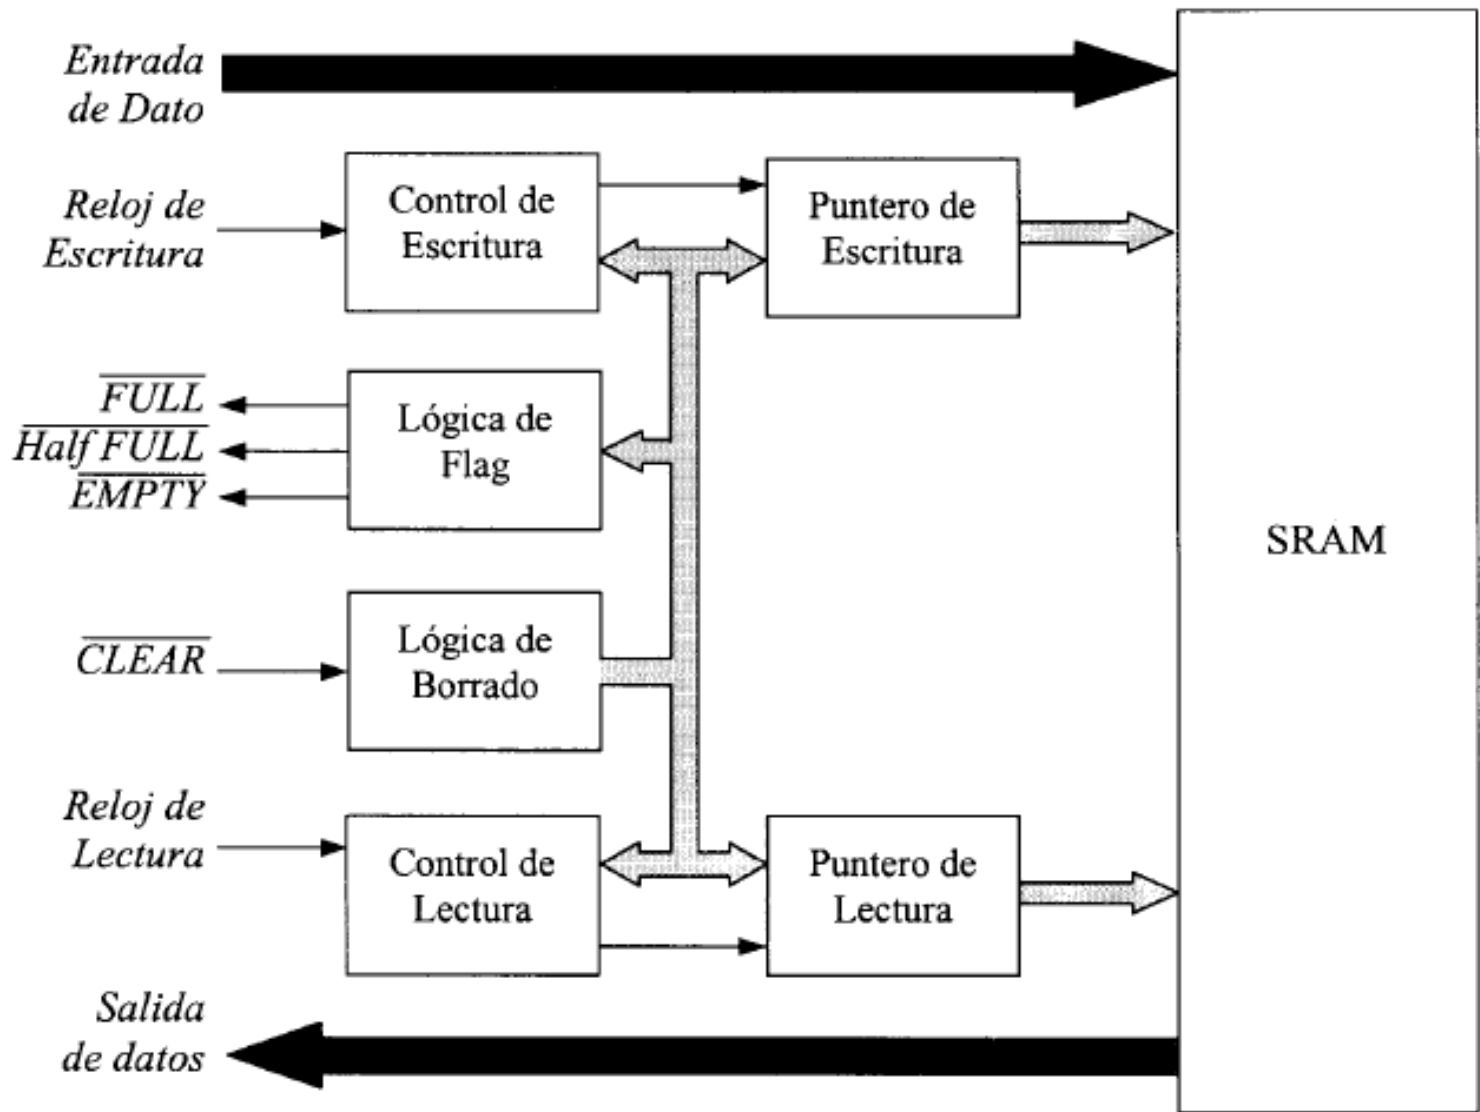 Entrada
de Dato
Reloj de
Escritura
Control de
Escritura
Puntero de
Escritura
FULL
Half FULL
EMPTY
Lógica de
Flag
SRAM
CLEAR
Lógica de
Borrado
Reloj de
Lectura
Control de
Lectura
Puntero de
Lectura
Salida
de datos